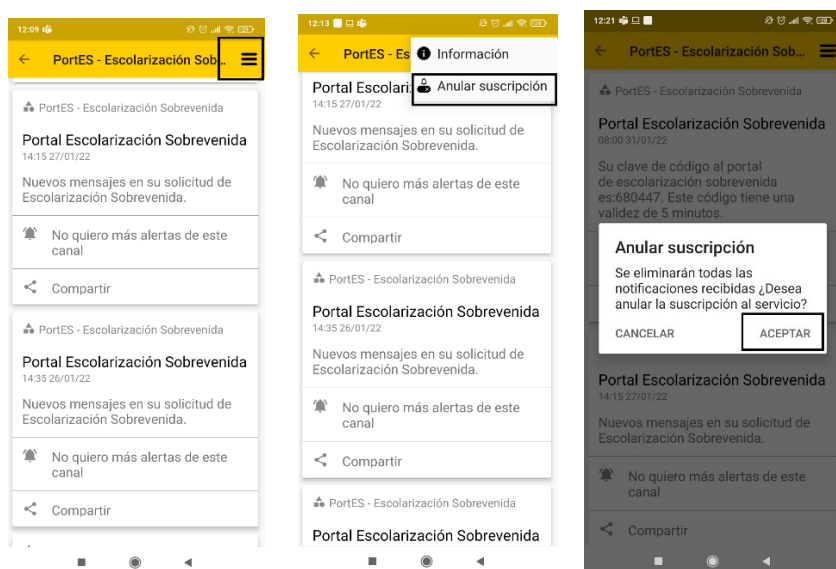 12:09
PortES - Escolarización Sob...
PortES - Escolarización Sobrevenida
Portal Escolarización Sobrevenida
14:15 27/01/22
Nuevos mensajes en su solicitud de
Escolarización Sobrevenida.
No quiero más alertas de este
canal
Compartir
PortES - Escolarización Sobrevenida
Portal Escolarización Sobrevenida
14:35 26/01/22
Nuevos mensajes en su solicitud de
Escolarización Sobrevenida.
No quiero más alertas de este
canal
Compartir
12:13
PortES - Es
Información
Anular suscripción
Portal Escolari
14:15 27/01/22
Nuevos mensajes en su solicitud de
Escolarización Sobrevenida.
No quiero más alertas de este
canal
Compartir
PortES - Escolarización Sobrevenida
Portal Escolarización Sobrevenida
14:35 26/01/22
Nuevos mensajes en su solicitud de
Escolarización Sobrevenida.
No quiero más alertas de este
canal
Compartir
PortES - Escolarización Sobrevenida
Portal Escolarización Sobrevenida
12:21
PortES - Escolarización Sob...
PortES - Escolarización Sobrevenida
Portal Escolarización Sobrevenida
08:00 31/01/22
Su clave de código al portal
de escolarización sobrevenida
es:680447. Este código tiene una
validez de 5 minutos.
Anular suscripción
Se eliminarán todas las
notificaciones recibidas ¿Desea
anular la suscripción al servicio?
CANCELAR ACEPTAR
Portal Escolarización Sobrevenida
14:15 27/01/22
Nuevos mensajes en su solicitud de
Escolarización Sobrevenida.
No quiero más alertas de este
canal
Compartir